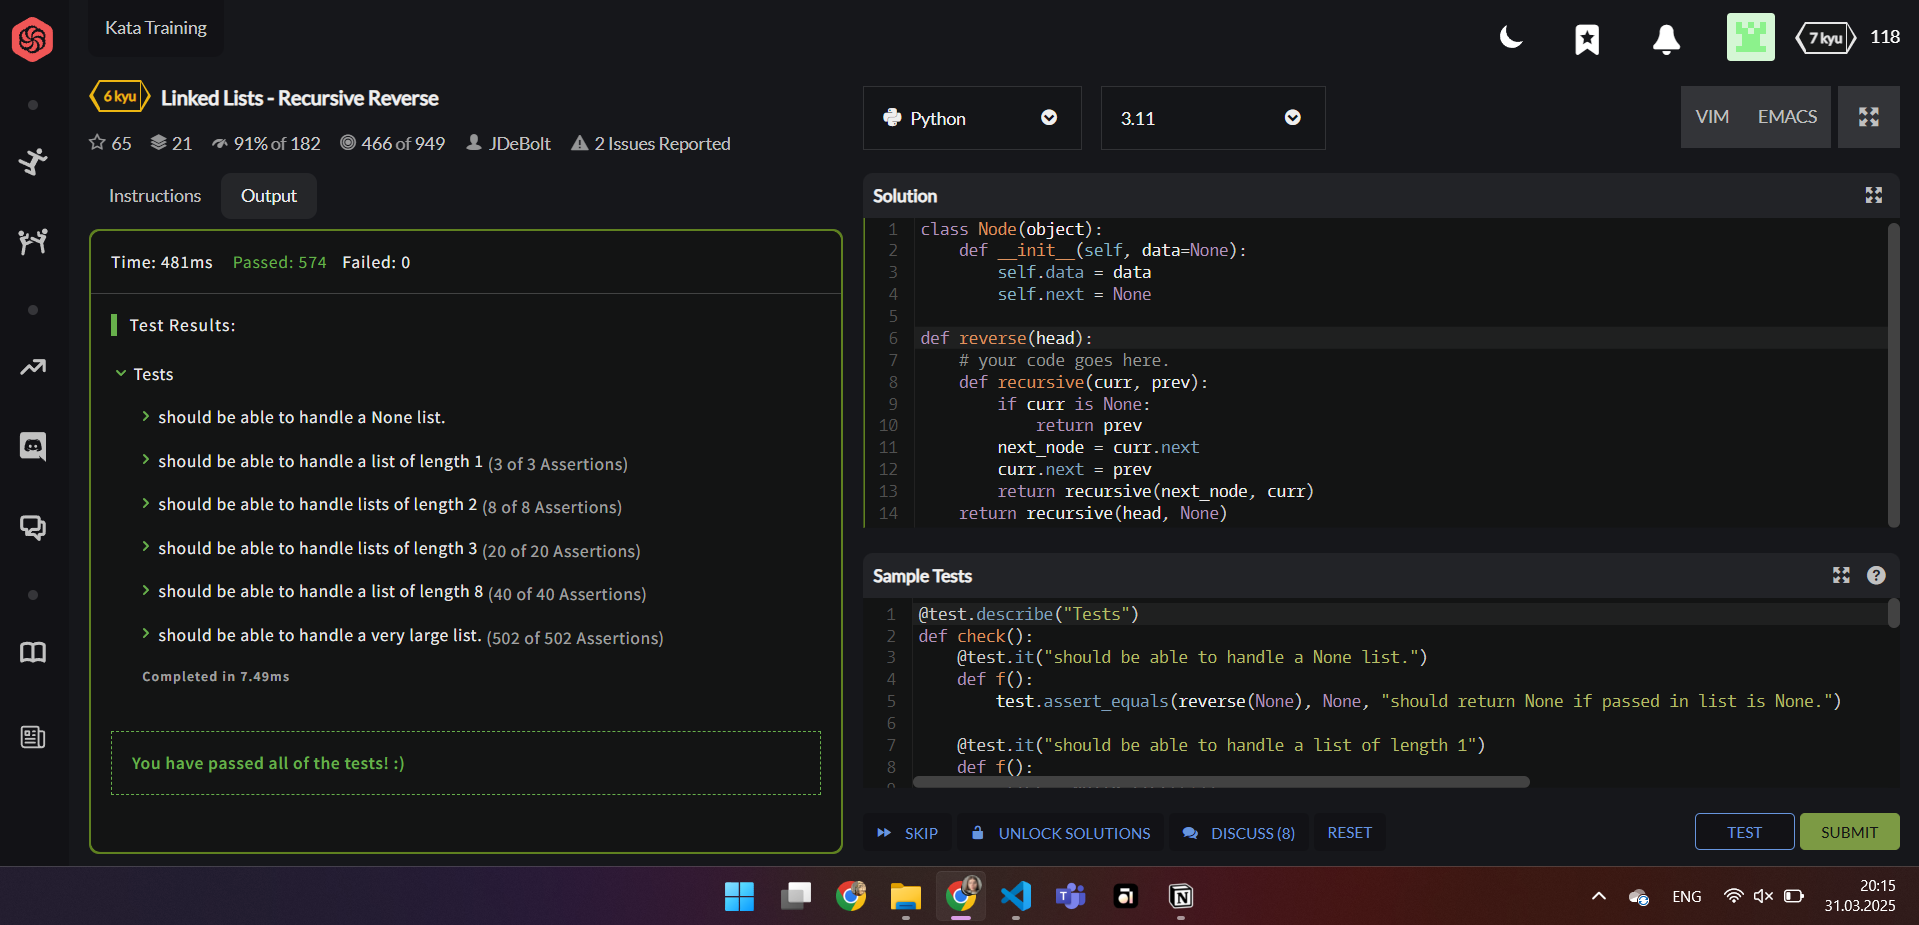 Kata Training
7 kyu 118
6 kyu Linked Lists - Recursive Reverse
65 21 91% of 182 466 of 949 JDeBolt 2 Issues Reported
Instructions Output
Time: 481ms Passed: 574 Failed: 0
Test Results:
Tests
should be able to handle a None list.
should be able to handle a list of length 1 (3 of 3 Assertions)
should be able to handle lists of length 2 (8 of 8 Assertions)
should be able to handle lists of length 3 (20 of 20 Assertions)
should be able to handle a list of length 8 (40 of 40 Assertions)
should be able to handle a very large list. (502 of 502 Assertions)
Completed in 7.49ms
You have passed all of the tests! :)
Python 3.11 VIM EMACS
Solution
1 class Node(object):
2     def __init__(self, data=None):
3         self.data = data
4         self.next = None
5
6 def reverse(head):
7     # your code goes here.
8     def recursive(curr, prev):
9         if curr is None:
10             return prev
11         next_node = curr.next
12         curr.next = prev
13         return recursive(next_node, curr)
14     return recursive(head, None)
Sample Tests
1 @test.describe("Tests")
2 def check():
3     @test.it("should be able to handle a None list.")
4     def f():
5         test.assert_equals(reverse(None), None, "should return None if passed in list is None.")
6
7     @test.it("should be able to handle a list of length 1")
8     def f():
SKIP UNLOCK SOLUTIONS DISCUSS (8) RESET TEST SUBMIT
ENG 20:15
31.03.2025